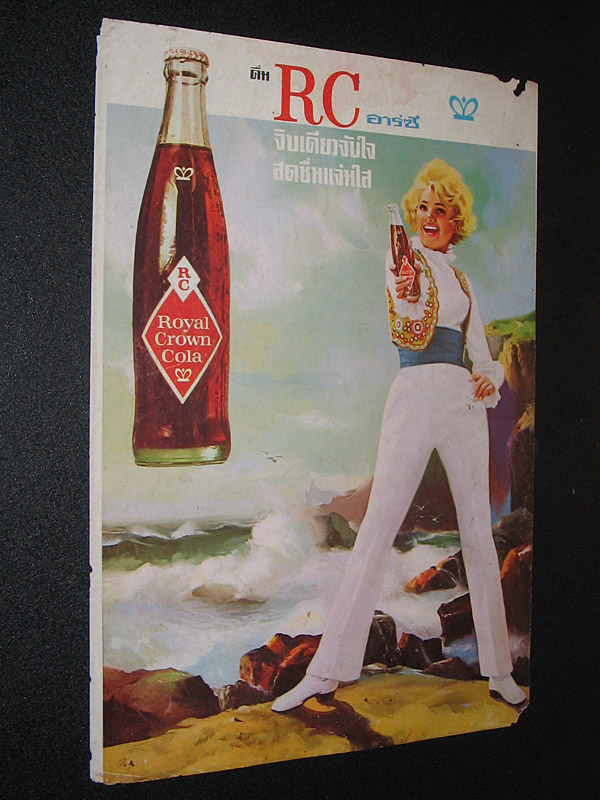 ดื่ม RC อาร์ซี
จิบเดียวจับใจ
สดชื่นแจ่มใส
R
C
Royal
Crown
Cola